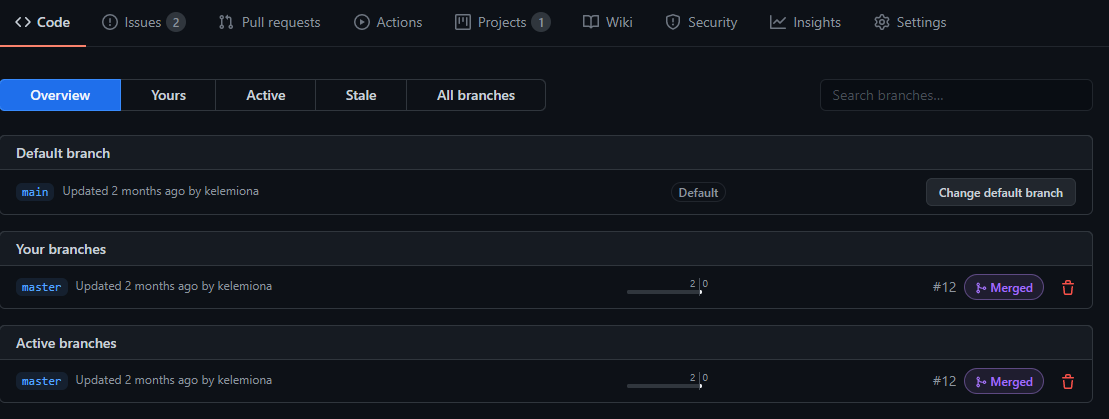 Code Issues 2 Pull requests Actions Projects 1 Wiki Security Insights Settings
Overview Yours Active Stale All branches Search branches...
Default branch
main Updated 2 months ago by kelemiona Default Change default branch
Your branches
master Updated 2 months ago by kelemiona 2 0 #12 Merged
Active branches
master Updated 2 months ago by kelemiona 2 0 #12 Merged